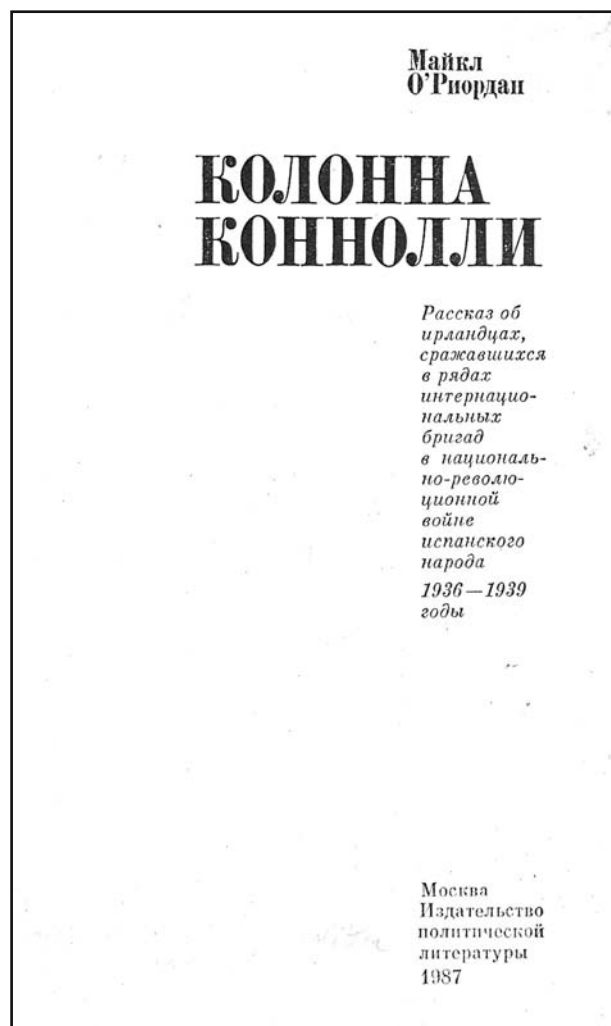 Майкл
О’Риордан
КОЛОННА
КОННОЛЛИ
Рассказ об
ирландцах,
сражавшихся
в рядах
интернацио-
нальных
бригад
в националь-
но-револю-
ционной
войне
испанского
народа
1936—1939
годы
Москва
Издательство
политической
литературы
1987